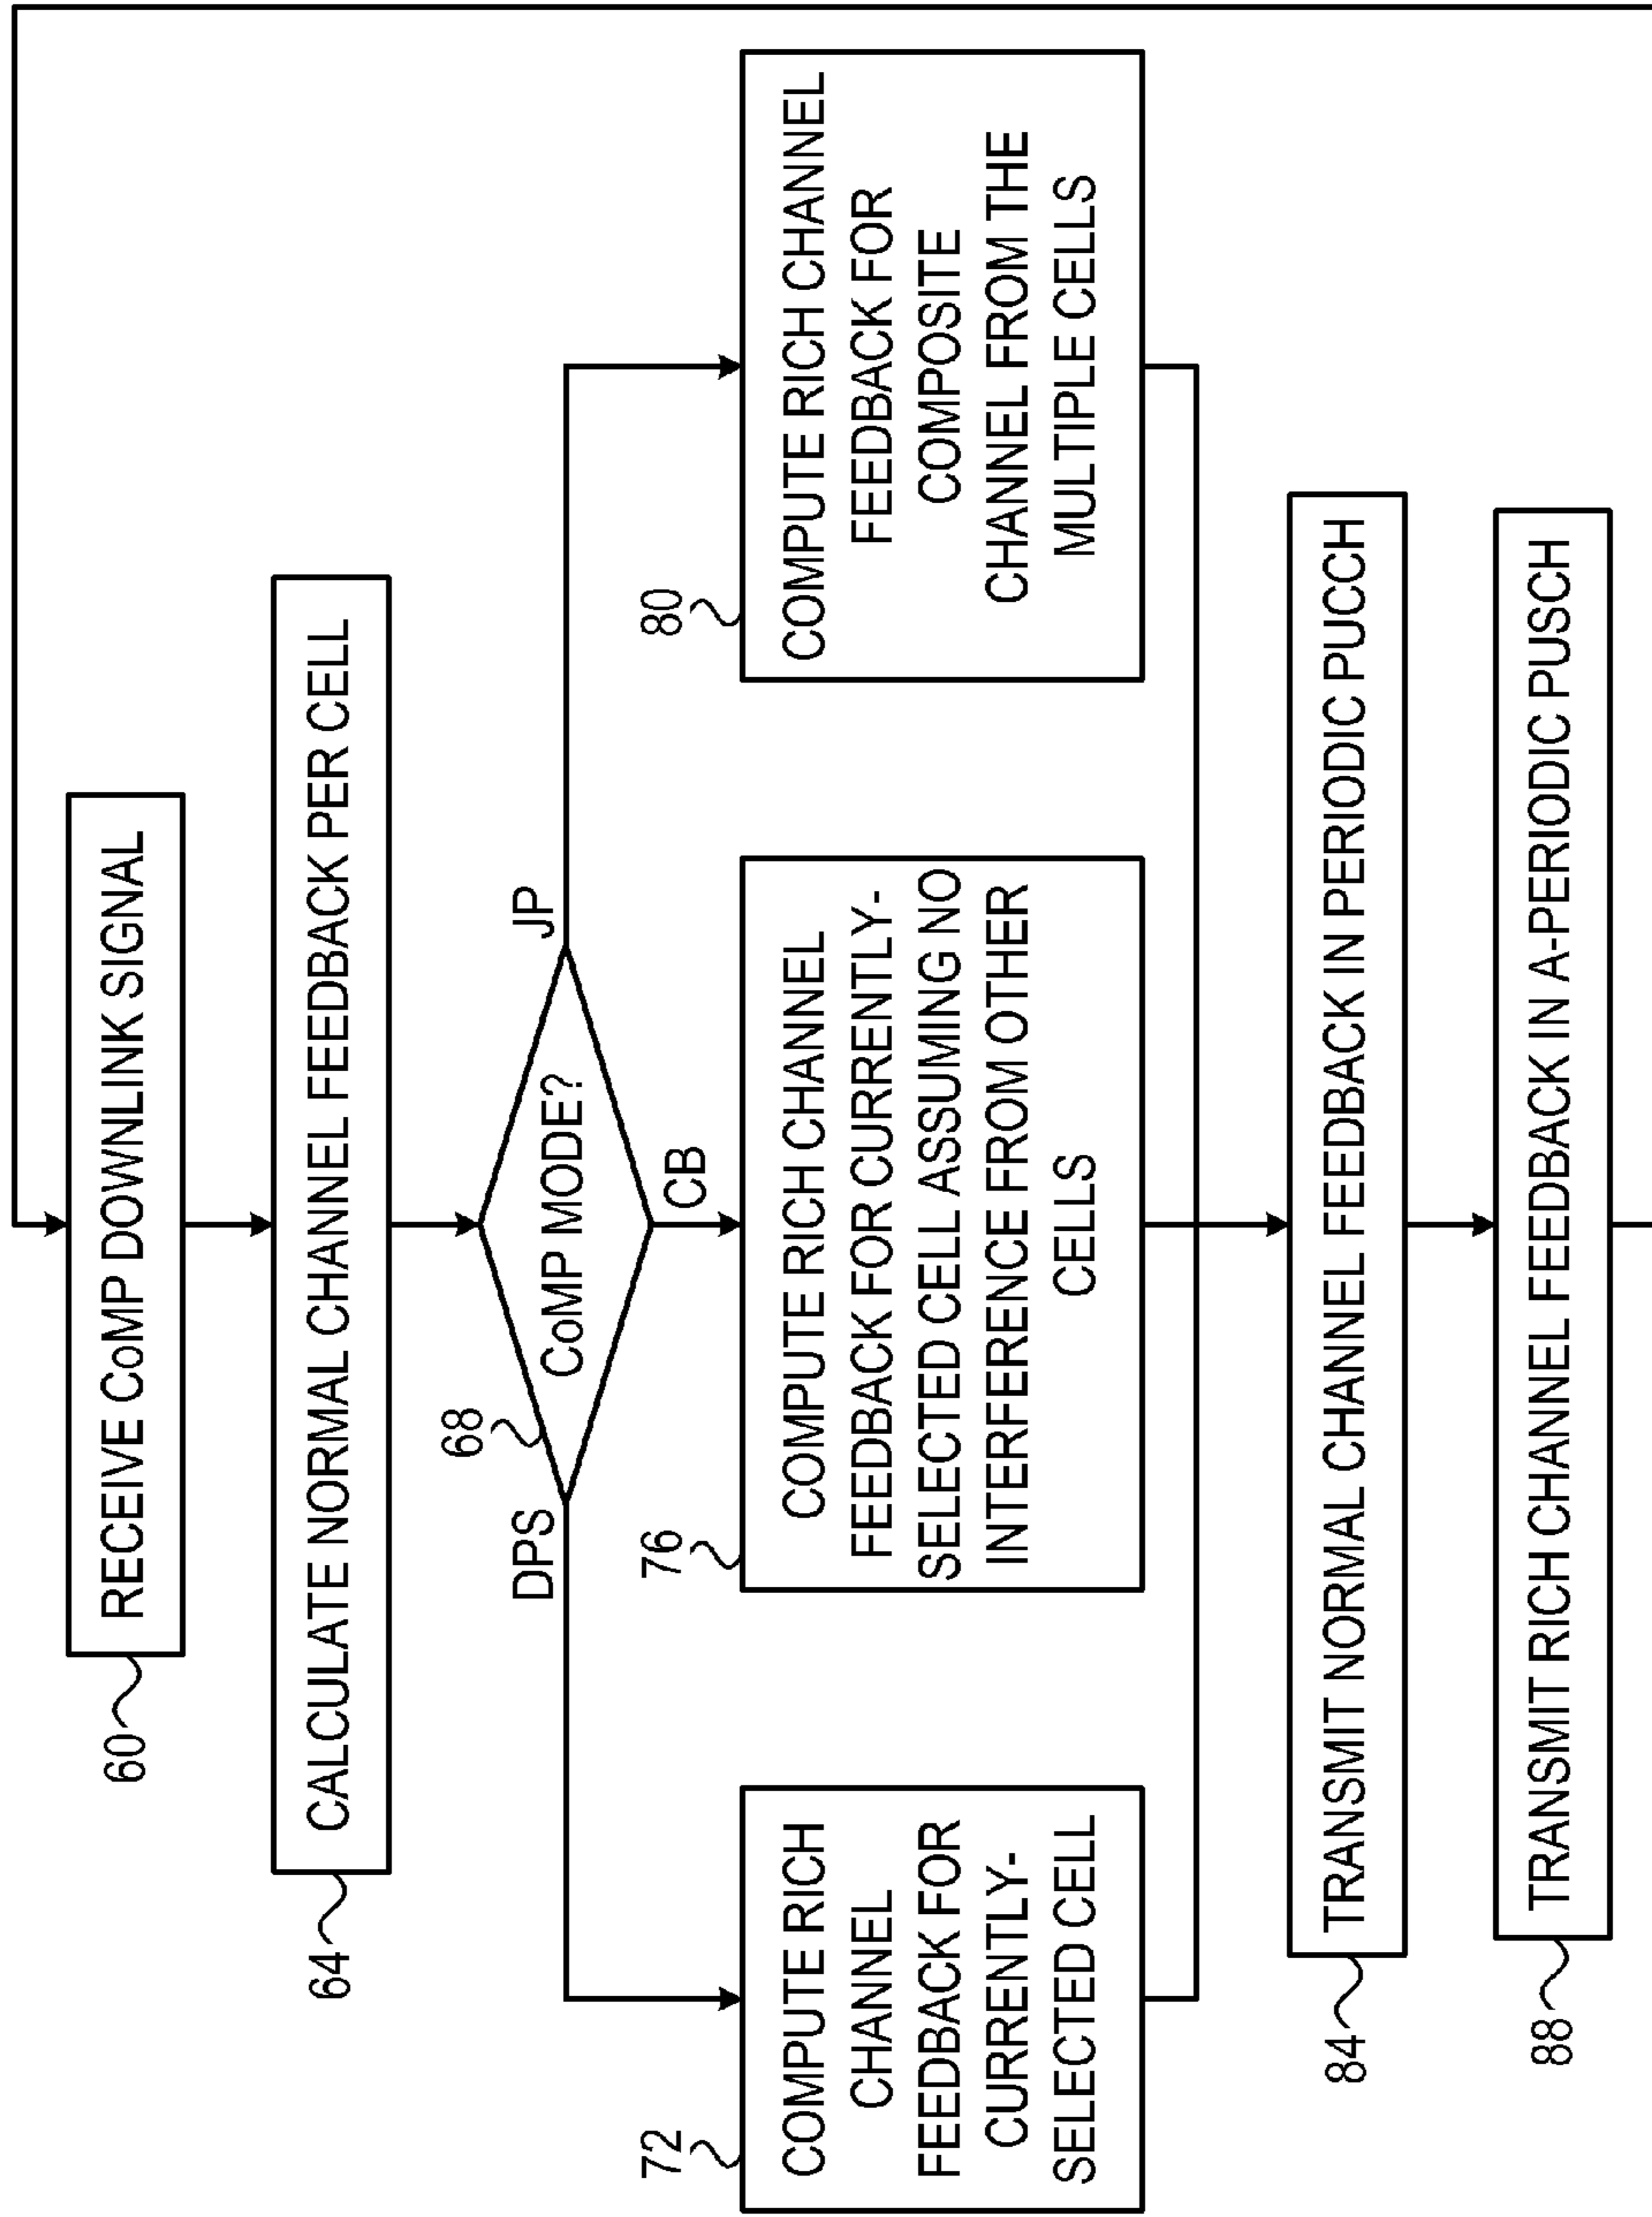 60
RECEIVE CoMP DOWNLINK SIGNAL
64
CALCULATE NORMAL CHANNEL FEEDBACK PER CELL
68
CoMP MODE?
DPS
CB
JP
72
COMPUTE RICH
CHANNEL
FEEDBACK FOR
CURRENTLY-
SELECTED CELL
76
COMPUTE RICH CHANNEL
FEEDBACK FOR CURRENTLY-
SELECTED CELL ASSUMING NO
INTERFERENCE FROM OTHER
CELLS
80
COMPUTE RICH CHANNEL
FEEDBACK FOR
COMPOSITE
CHANNEL FROM THE
MULTIPLE CELLS
84
TRANSMIT NORMAL CHANNEL FEEDBACK IN PERIODIC PUCCH
88
TRANSMIT RICH CHANNEL FEEDBACK IN A-PERIODIC PUSCH